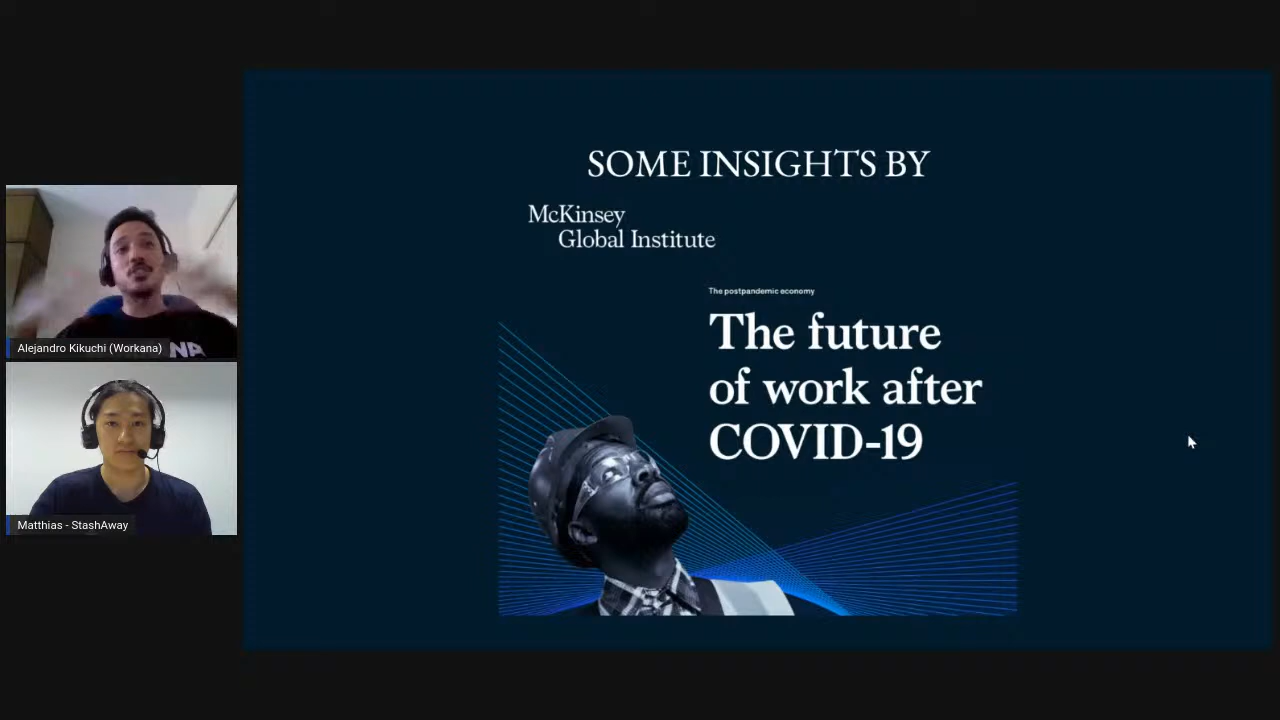 SOME INSIGHTS BY
McKinsey
Global Institute
The postpandemic economy
The future
of work after
COVID-19
Alejandro Kikuchi (Workana)
NA
Matthias - StashAway